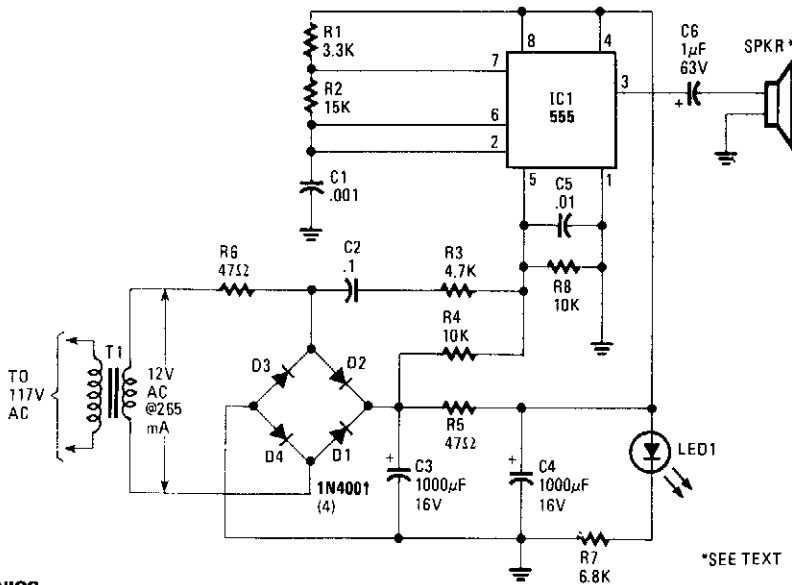 R1
3.3K
R2
15K
C1
.001
7
6
2
8
4
3
5
1
IC1
555
C6
1µF
63V
+
SPKR*
C5
.01
R8
10K
R6
47Ω
C2
.1
R3
4.7K
R4
10K
R5
47Ω
TO
117V
AC
T1
12V
AC
@265
mA
D3
D2
D4
D1
1N4001
(4)
+
C3
1000µF
16V
+
C4
1000µF
16V
LED1
R7
6.8K
*SEE TEXT